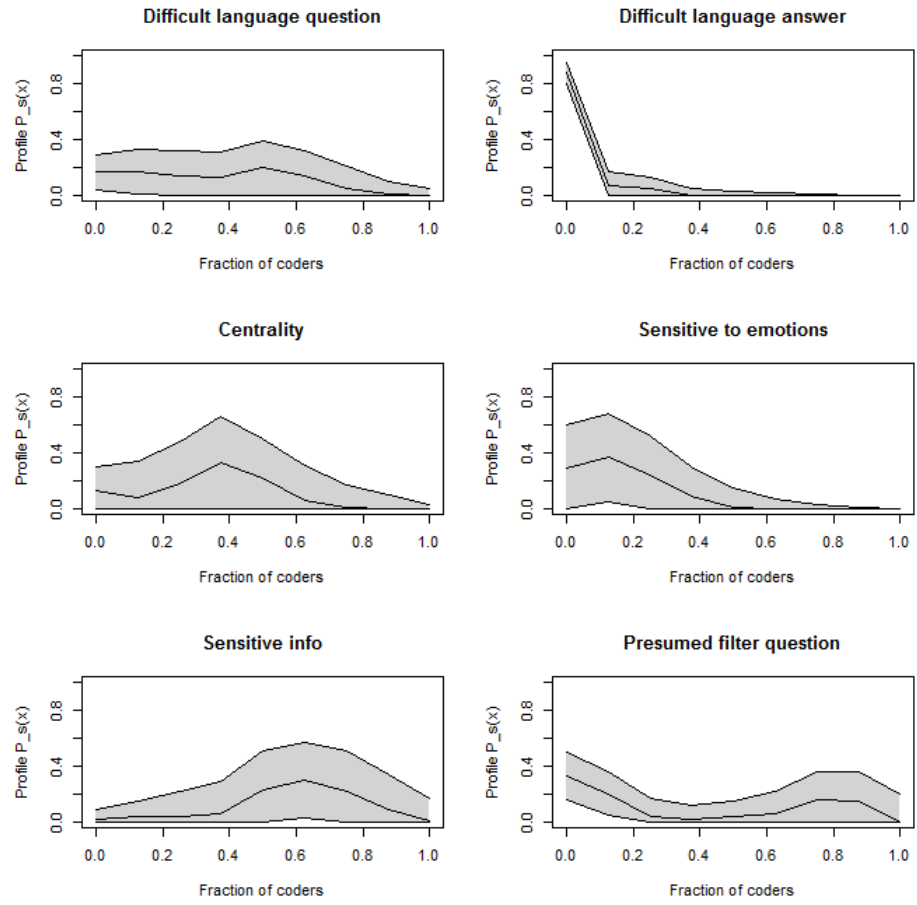 Difficult language question
Profile P_s(x)
0.0 0.4 0.8
0.0 0.2 0.4 0.6 0.8 1.0
Fraction of coders
Difficult language answer
Profile P_s(x)
0.0 0.4 0.8
0.0 0.2 0.4 0.6 0.8 1.0
Fraction of coders
Centrality
Profile P_s(x)
0.0 0.4 0.8
0.0 0.2 0.4 0.6 0.8 1.0
Fraction of coders
Sensitive to emotions
Profile P_s(x)
0.0 0.4 0.8
0.0 0.2 0.4 0.6 0.8 1.0
Fraction of coders
Sensitive info
Profile P_s(x)
0.0 0.4 0.8
0.0 0.2 0.4 0.6 0.8 1.0
Fraction of coders
Presumed filter question
Profile P_s(x)
0.0 0.4 0.8
0.0 0.2 0.4 0.6 0.8 1.0
Fraction of coders